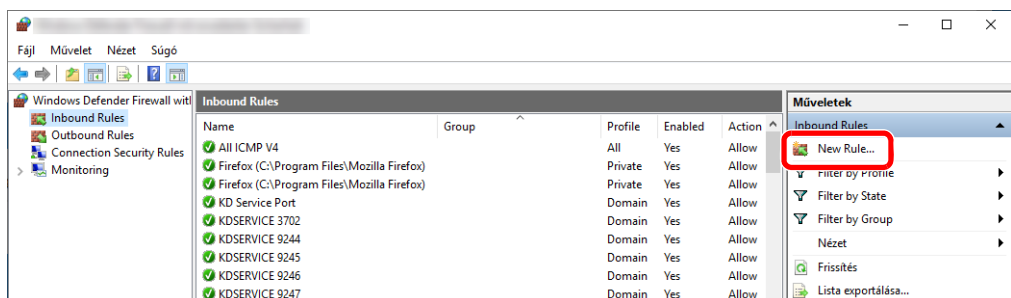 Fájl Művelet Nézet Súgó
Windows Defender Firewall witl
Inbound Rules
Outbound Rules
Connection Security Rules
Monitoring
Inbound Rules
Name Group Profile Enabled Action
All ICMP V4 All Yes Allow
Firefox (C:\Program Files\Mozilla Firefox) Private Yes Allow
Firefox (C:\Program Files\Mozilla Firefox) Private Yes Allow
KD Service Port Domain Yes Allow
KDSERVICE 3702 Domain Yes Allow
KDSERVICE 9244 Domain Yes Allow
KDSERVICE 9245 Domain Yes Allow
KDSERVICE 9246 Domain Yes Allow
KDSERVICE 9247 Domain Yes Allow
Műveletek
Inbound Rules
New Rule...
Filter by Profile
Filter by State
Filter by Group
Nézet
Frissítés
Lista exportálása...